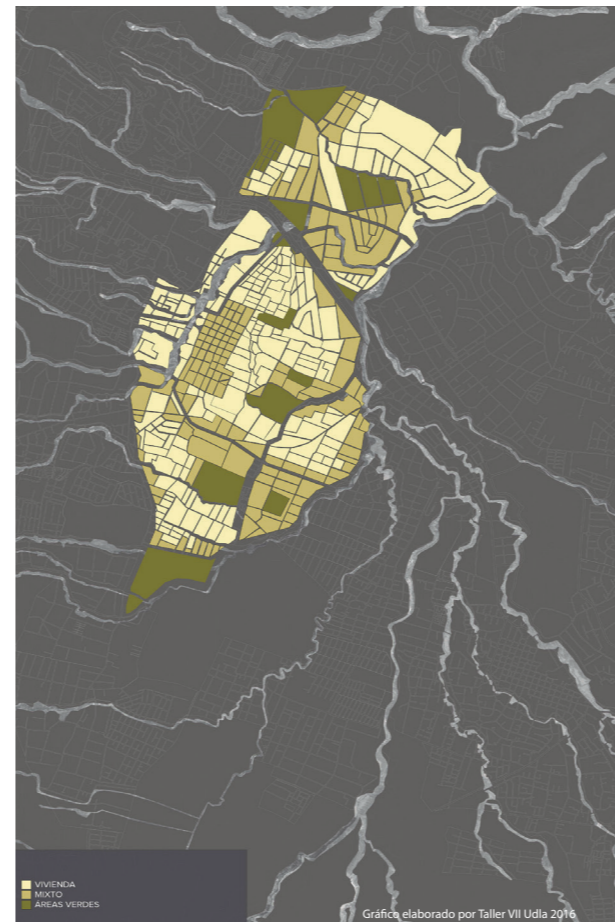 VIVIENDA
MIXTO
ÁREAS VERDES
Gráfico elaborado por Taller VII Udla 2016